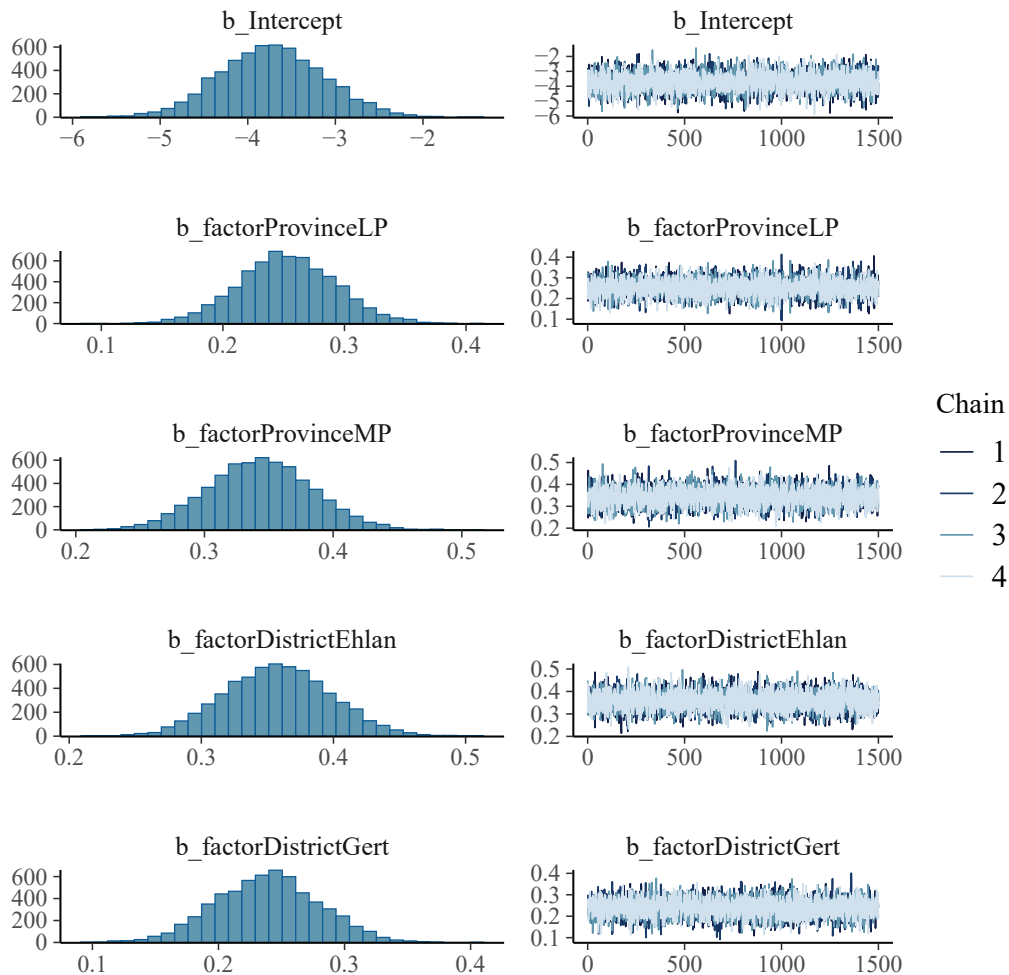 b_Intercept
600
400
200
0
−6 −5 −4 −3 −2
b_Intercept
−2
−3
−4
−5
−6
0 500 1000 1500
b_factorProvinceLP
600
400
200
0
0.1 0.2 0.3 0.4
b_factorProvinceLP
0.4
0.3
0.2
0.1
0 500 1000 1500
b_factorProvinceMP
600
400
200
0
0.2 0.3 0.4 0.5
b_factorProvinceMP
0.5
0.4
0.3
0.2
0 500 1000 1500
b_factorDistrictEhlan
600
400
200
0
0.2 0.3 0.4 0.5
b_factorDistrictEhlan
0.5
0.4
0.3
0.2
0 500 1000 1500
b_factorDistrictGert
600
400
200
0
0.1 0.2 0.3 0.4
b_factorDistrictGert
0.4
0.3
0.2
0.1
0 500 1000 1500
Chain
1
2
3
4